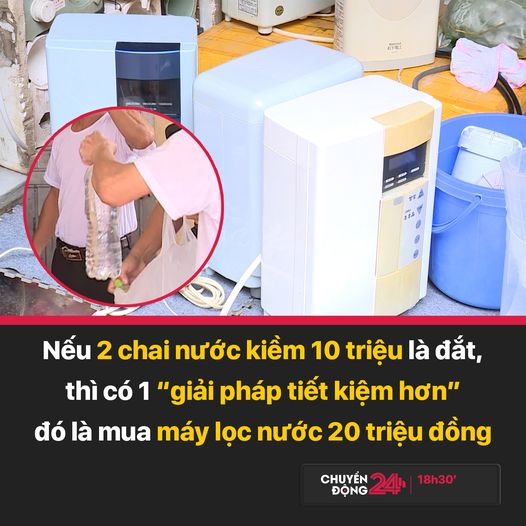 Nếu 2 chai nước kiềm 10 triệu là đắt,
thì có 1 “giải pháp tiết kiệm hơn”
đó là mua máy lọc nước 20 triệu đồng
CHUYỂN ĐỘNG 24h 18h30’